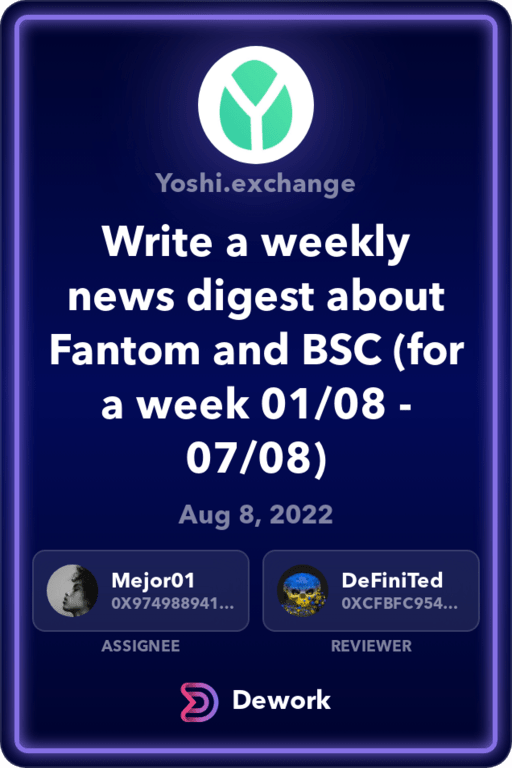 Yoshi.exchange
Write a weekly
news digest about
Fantom and BSC (for
a week 01/08 -
07/08)
Aug 8, 2022
Mejor01
0X974988941...
DeFiniTed
0XCFBFC954...
ASSIGNEE
REVIEWER
Dework